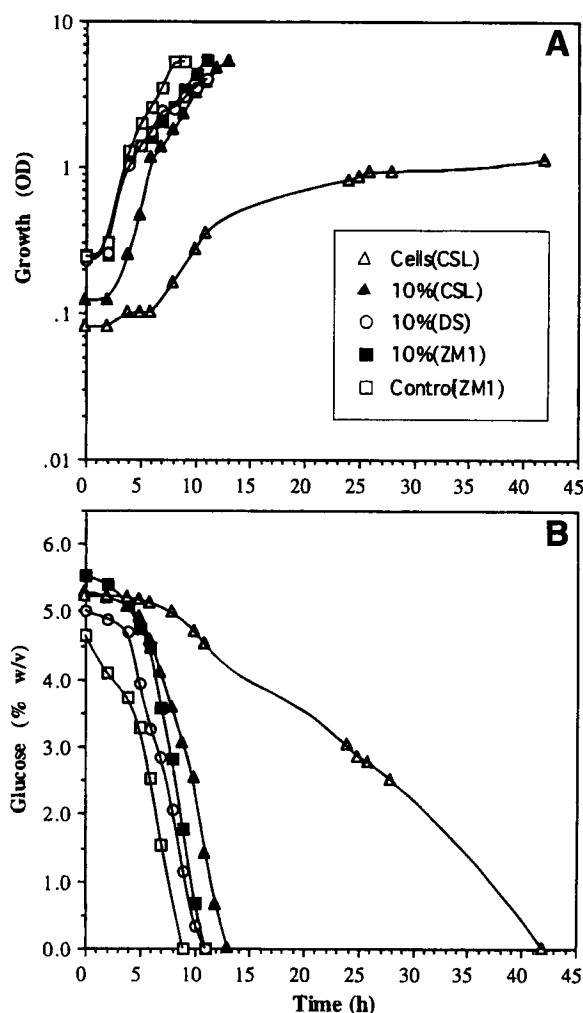 A
10
1
.1
.01
Growth (OD)
Cells(CSL)
10%(CSL)
10%(DS)
10%(ZM1)
Control[ZM1)
0 5 10 15 20 25 30 35 40 45
B
6.0
5.0
4.0
3.0
2.0
1.0
0.0
Glucose (% w/v)
0 5 10 15 20 25 30 35 40 45
Time (h)